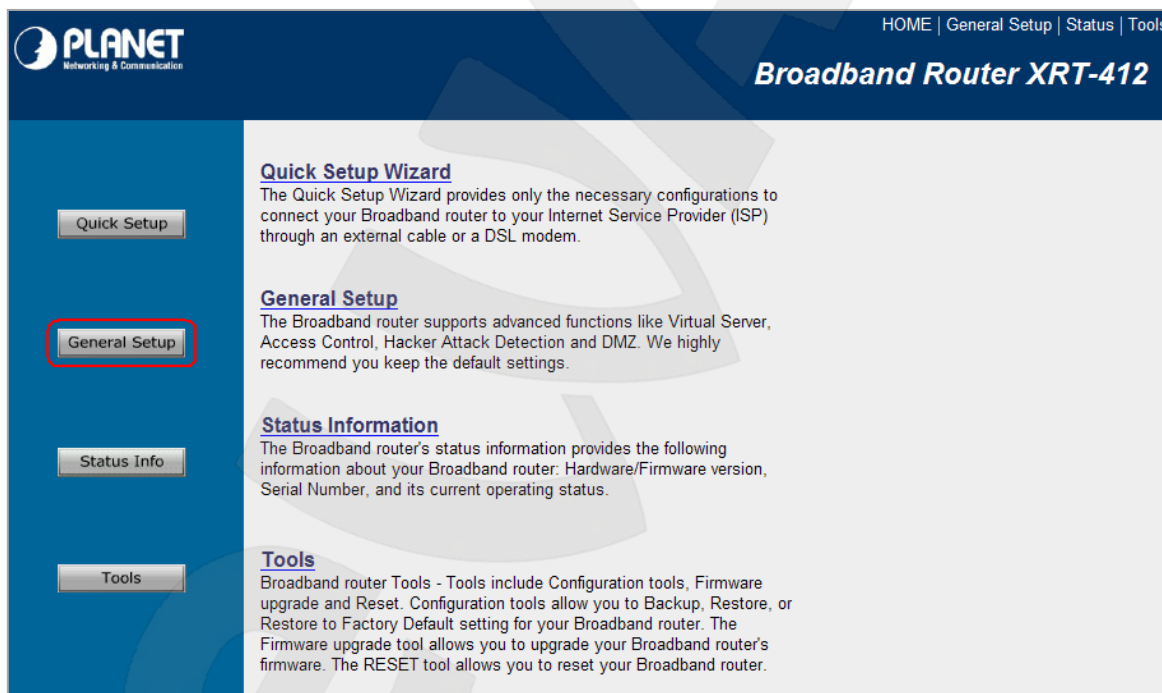 PLANET
Networking & Communication
HOME | General Setup | Status | Tools
Broadband Router XRT-412
Quick Setup
Quick Setup Wizard
The Quick Setup Wizard provides only the necessary configurations to
connect your Broadband router to your Internet Service Provider (ISP)
through an external cable or a DSL modem.
General Setup
General Setup
The Broadband router supports advanced functions like Virtual Server,
Access Control, Hacker Attack Detection and DMZ. We highly
recommend you keep the default settings.
Status Info
Status Information
The Broadband router's status information provides the following
information about your Broadband router: Hardware/Firmware version,
Serial Number, and its current operating status.
Tools
Tools
Broadband router Tools - Tools include Configuration tools, Firmware
upgrade and Reset. Configuration tools allow you to Backup, Restore, or
Restore to Factory Default setting for your Broadband router. The
Firmware upgrade tool allows you to upgrade your Broadband router's
firmware. The RESET tool allows you to reset your Broadband router.